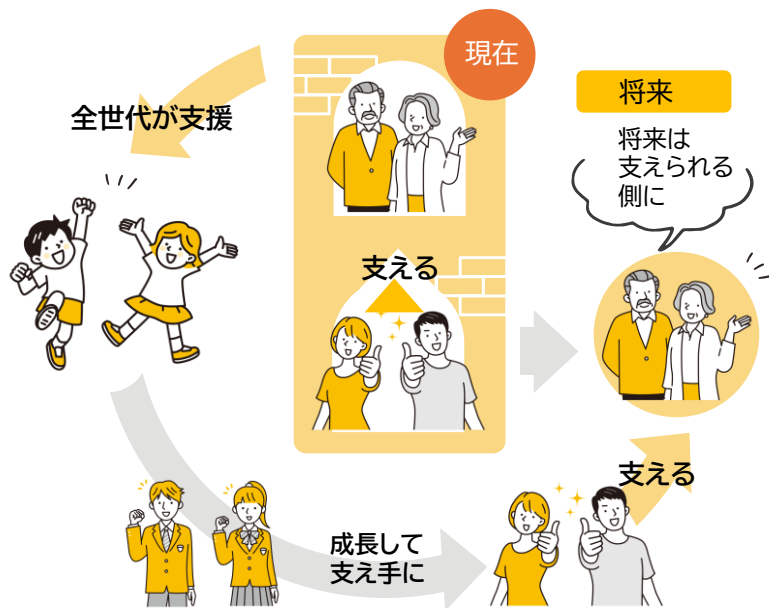 現在
全世代が支援
将来
将来は
支えられる
側に
支える
支える
成長して
支え手に